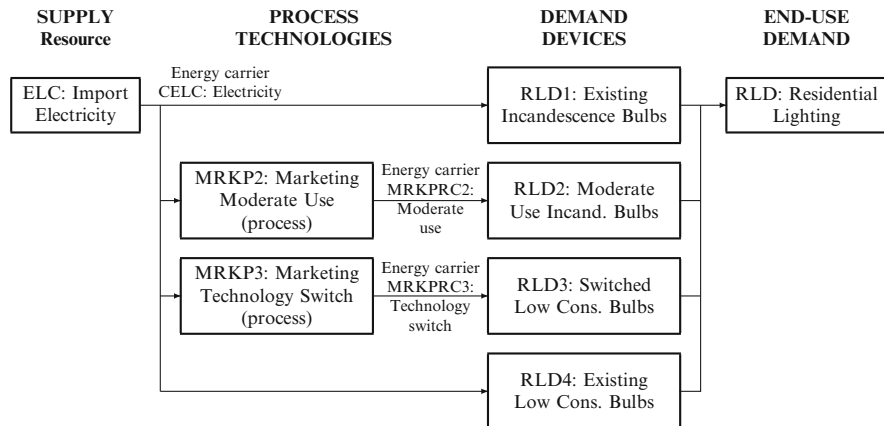 SUPPLY
Resource
PROCESS
TECHNOLOGIES
DEMAND
DEVICES
END-USE
DEMAND
ELC: Import
Electricity
Energy carrier
CELC: Electricity
RLD1: Existing
Incandescence Bulbs
RLD: Residential
Lighting
MRKP2: Marketing
Moderate Use
(process)
Energy carrier
MRKPRC2:
Moderate
use
RLD2: Moderate
Use Incand. Bulbs
MRKP3: Marketing
Technology Switch
(process)
Energy carrier
MRKPRC3:
Technology
switch
RLD3: Switched
Low Cons. Bulbs
RLD4: Existing
Low Cons. Bulbs